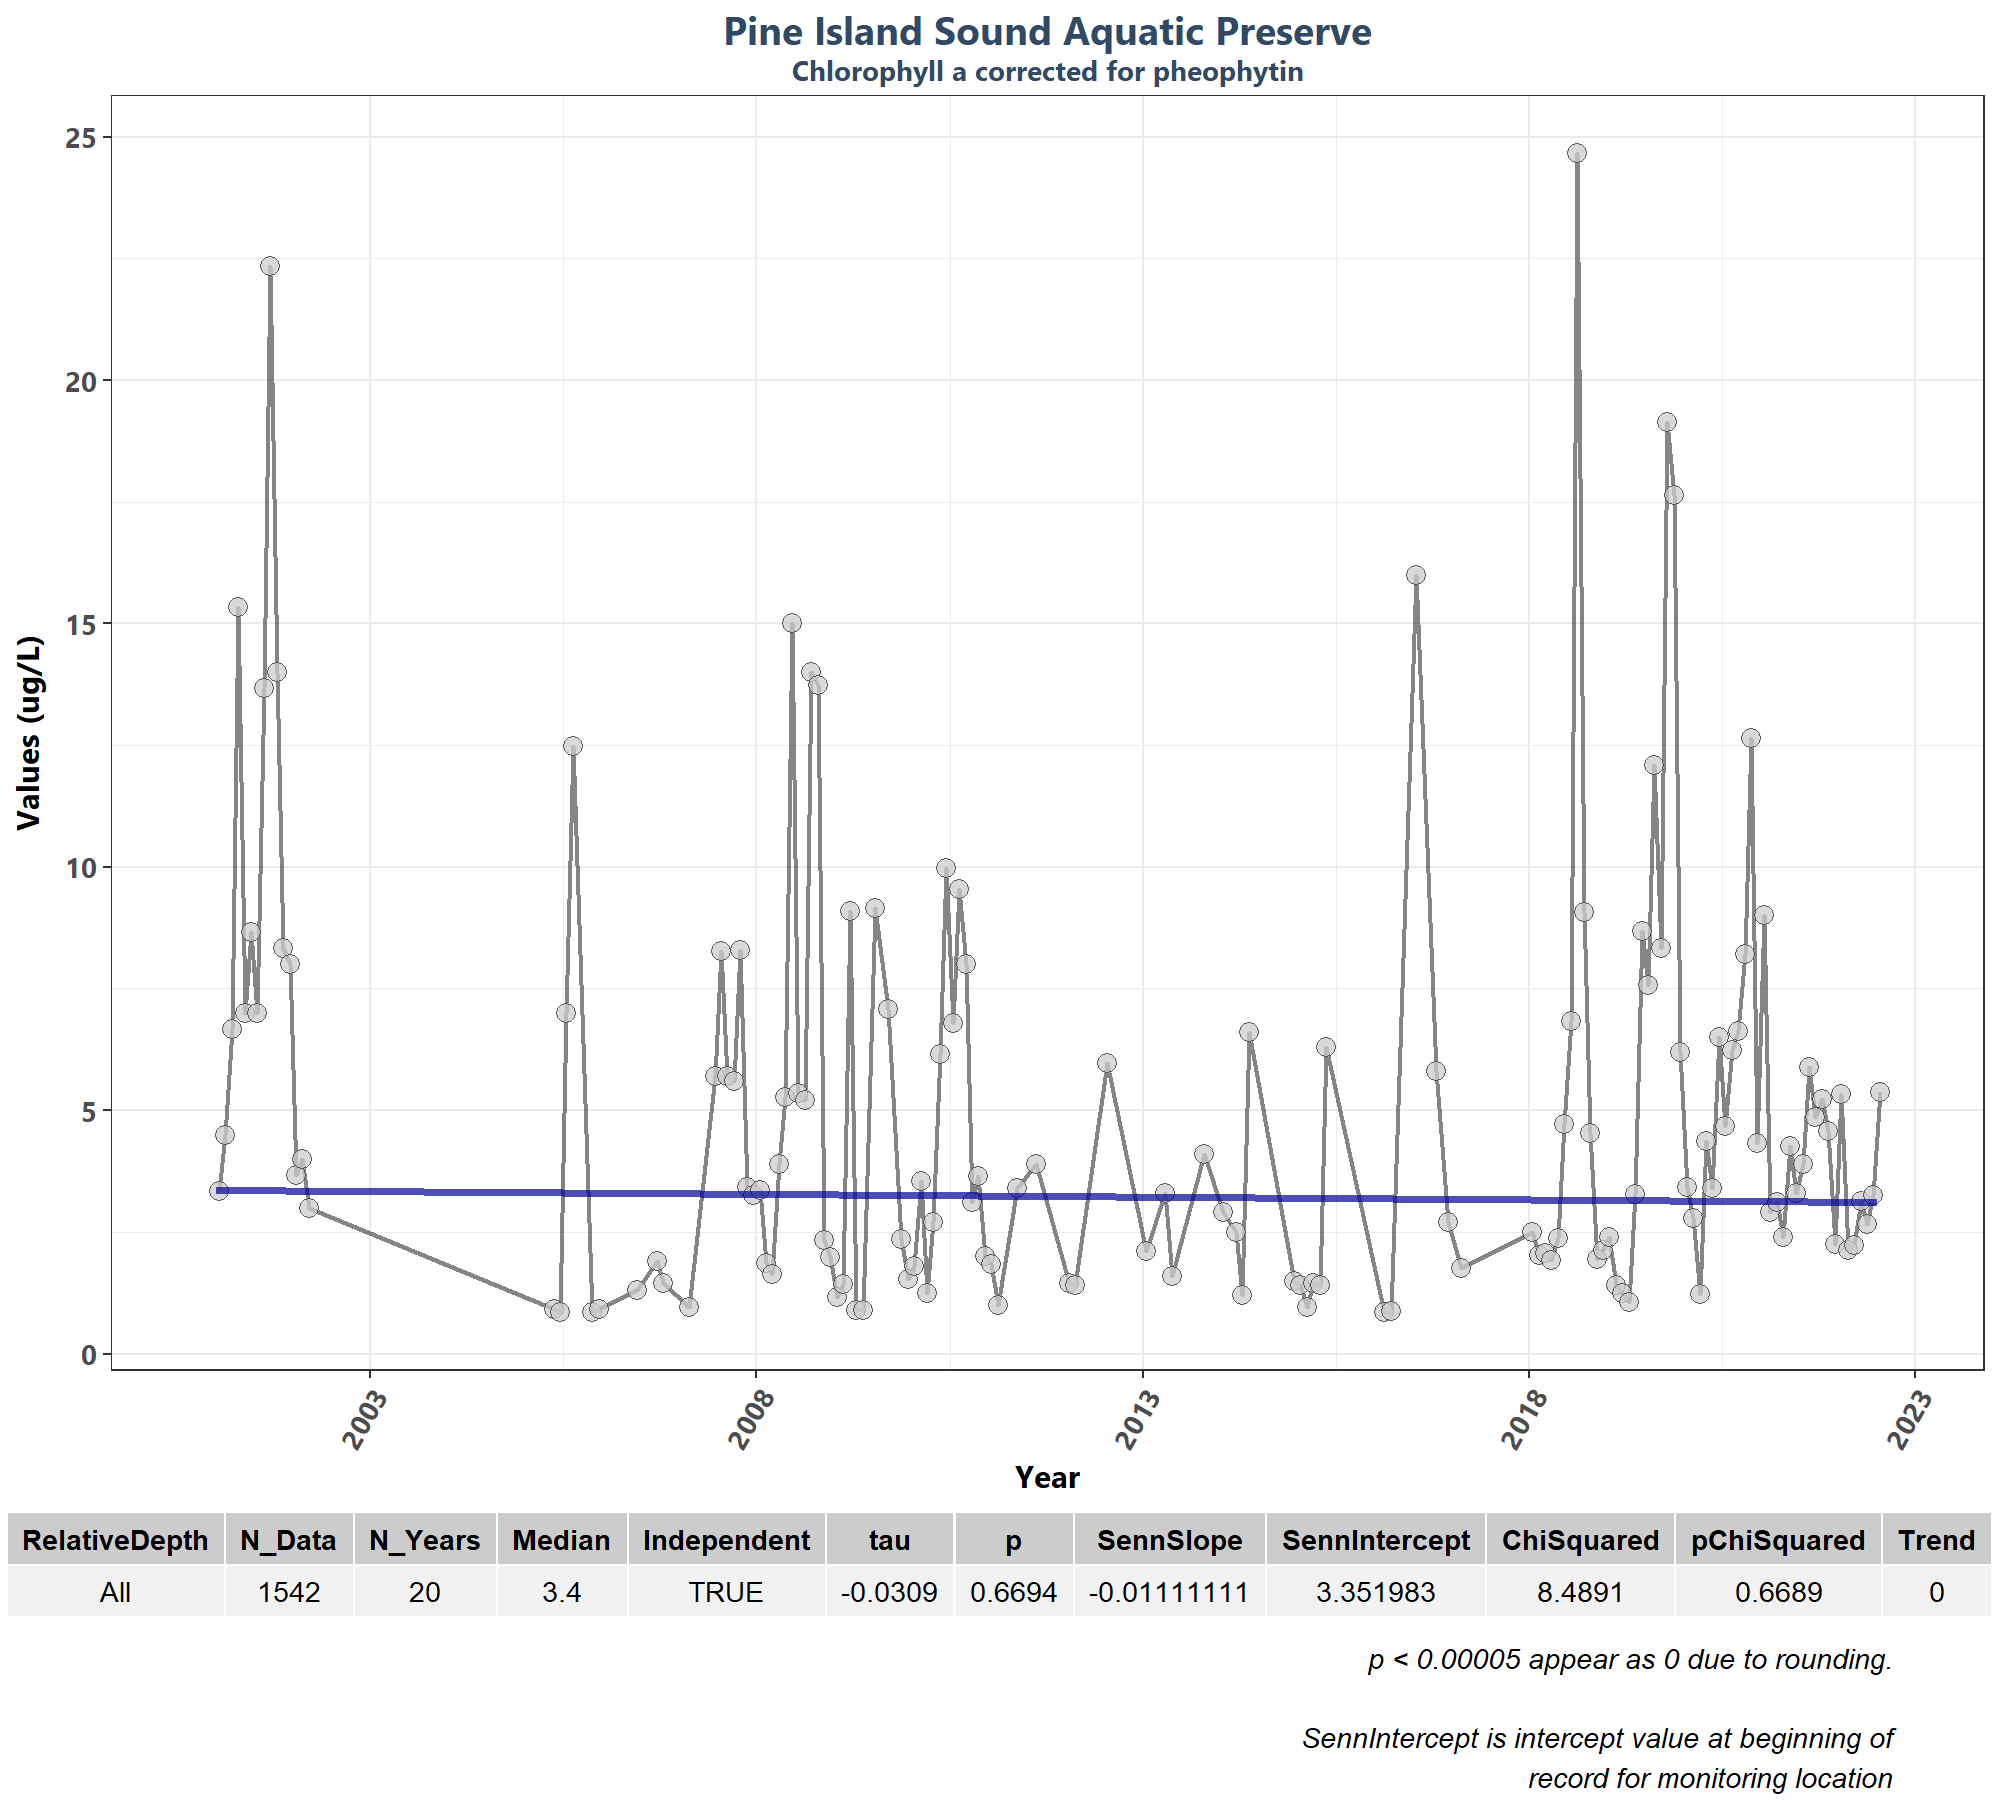 Pine Island Sound Aquatic Preserve
Chlorophyll a corrected for pheophytin
Values (ug/L)
25
20
15
10
5
0
2003 2008 2013 2018 2023
Year
RelativeDepth N_Data N_Years Median Independent tau p SennSlope SennIntercept ChiSquared pChiSquared Trend
All 1542 20 3.4 TRUE -0.0309 0.6694 -0.01111111 3.351983 8.4891 0.6689 0
p < 0.00005 appear as 0 due to rounding.
SennIntercept is intercept value at beginning of
record for monitoring location